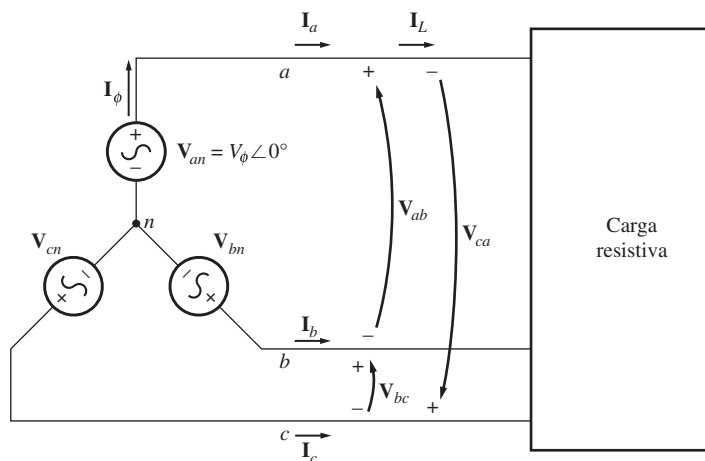 I_a
I_L
a
+
−
I_ϕ
+
−
V_an = V_ϕ∠0°
n
V_cn
V_bn
−
+
−
+
V_ab
V_ca
Carga
resistiva
I_b
−
b
+
V_bc
−
+
c
I_c